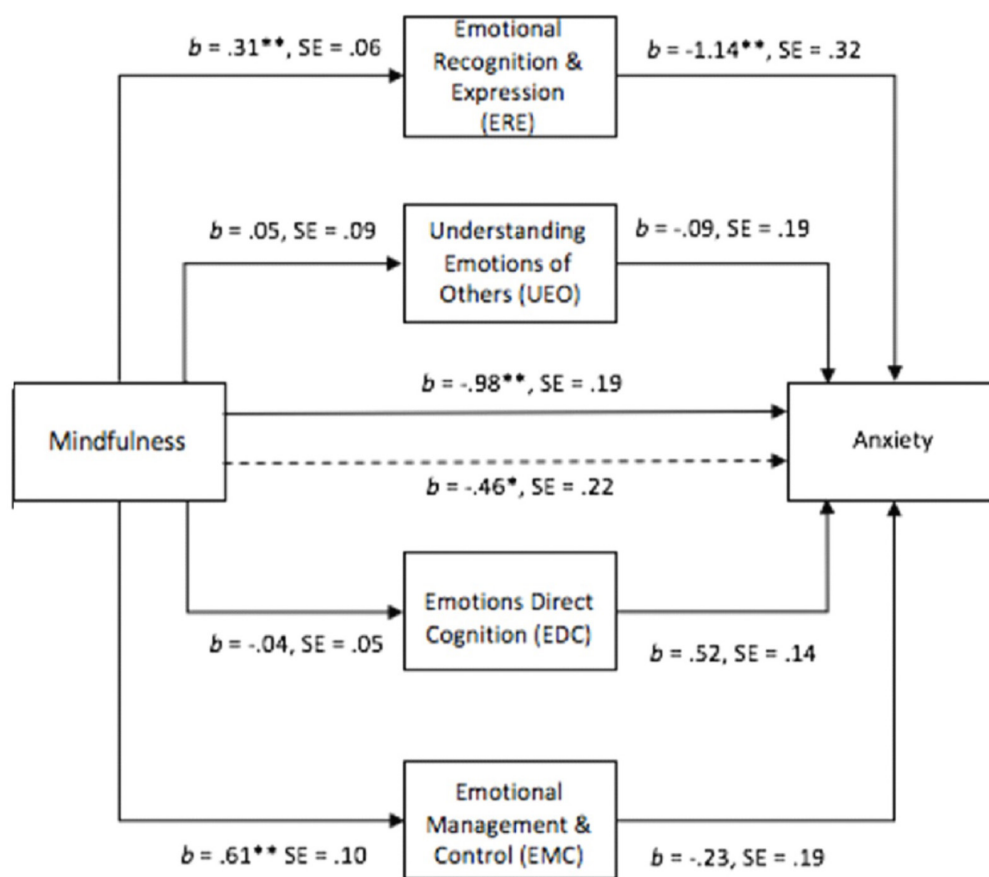 b = .31**, SE = .06
Emotional
Recognition &
Expression
(ERE)
b = -1.14**, SE = .32
b = .05, SE = .09
Understanding
Emotions of
Others (UEO)
b = -.09, SE = .19
b = -.98**, SE = .19
Mindfulness
Anxiety
b = -.46*, SE = .22
Emotions Direct
Cognition (EDC)
b = -.04, SE = .05
b = .52, SE = .14
Emotional
Management &
Control (EMC)
b = .61** SE = .10
b = -.23, SE = .19